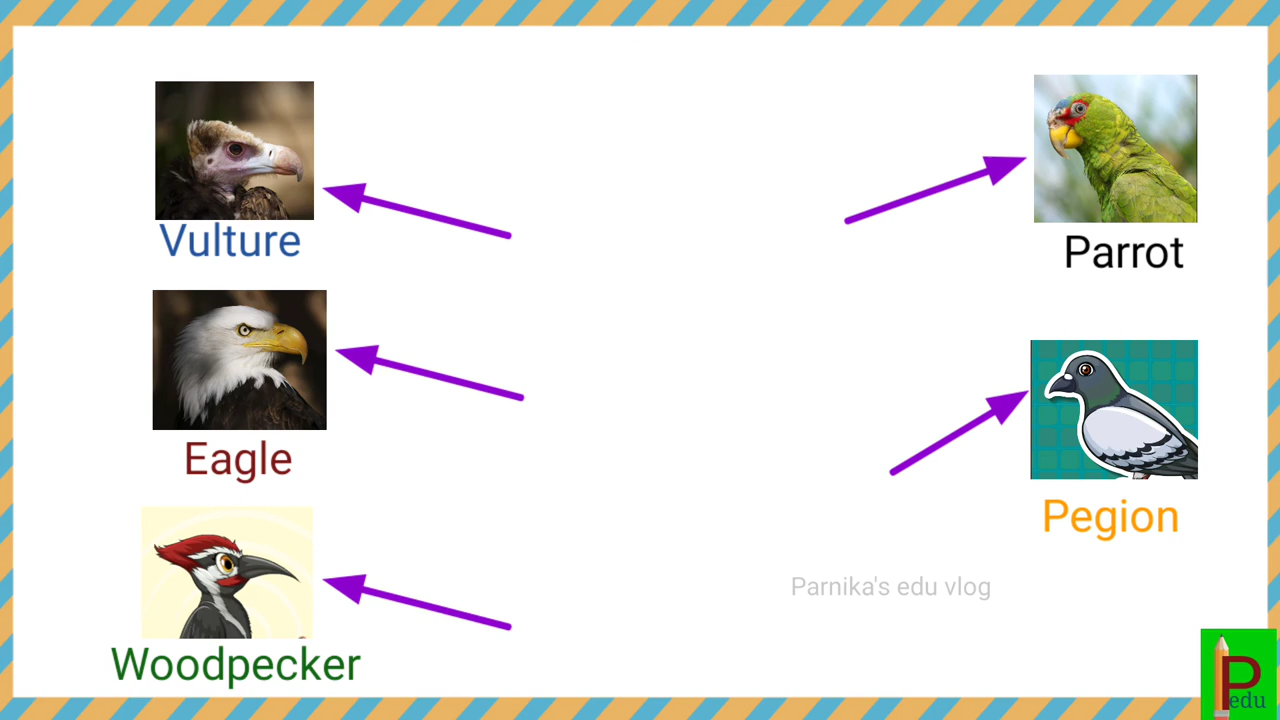 Vulture
Parrot
Eagle
Pegion
Parnika's edu vlog
Woodpecker
P
edu